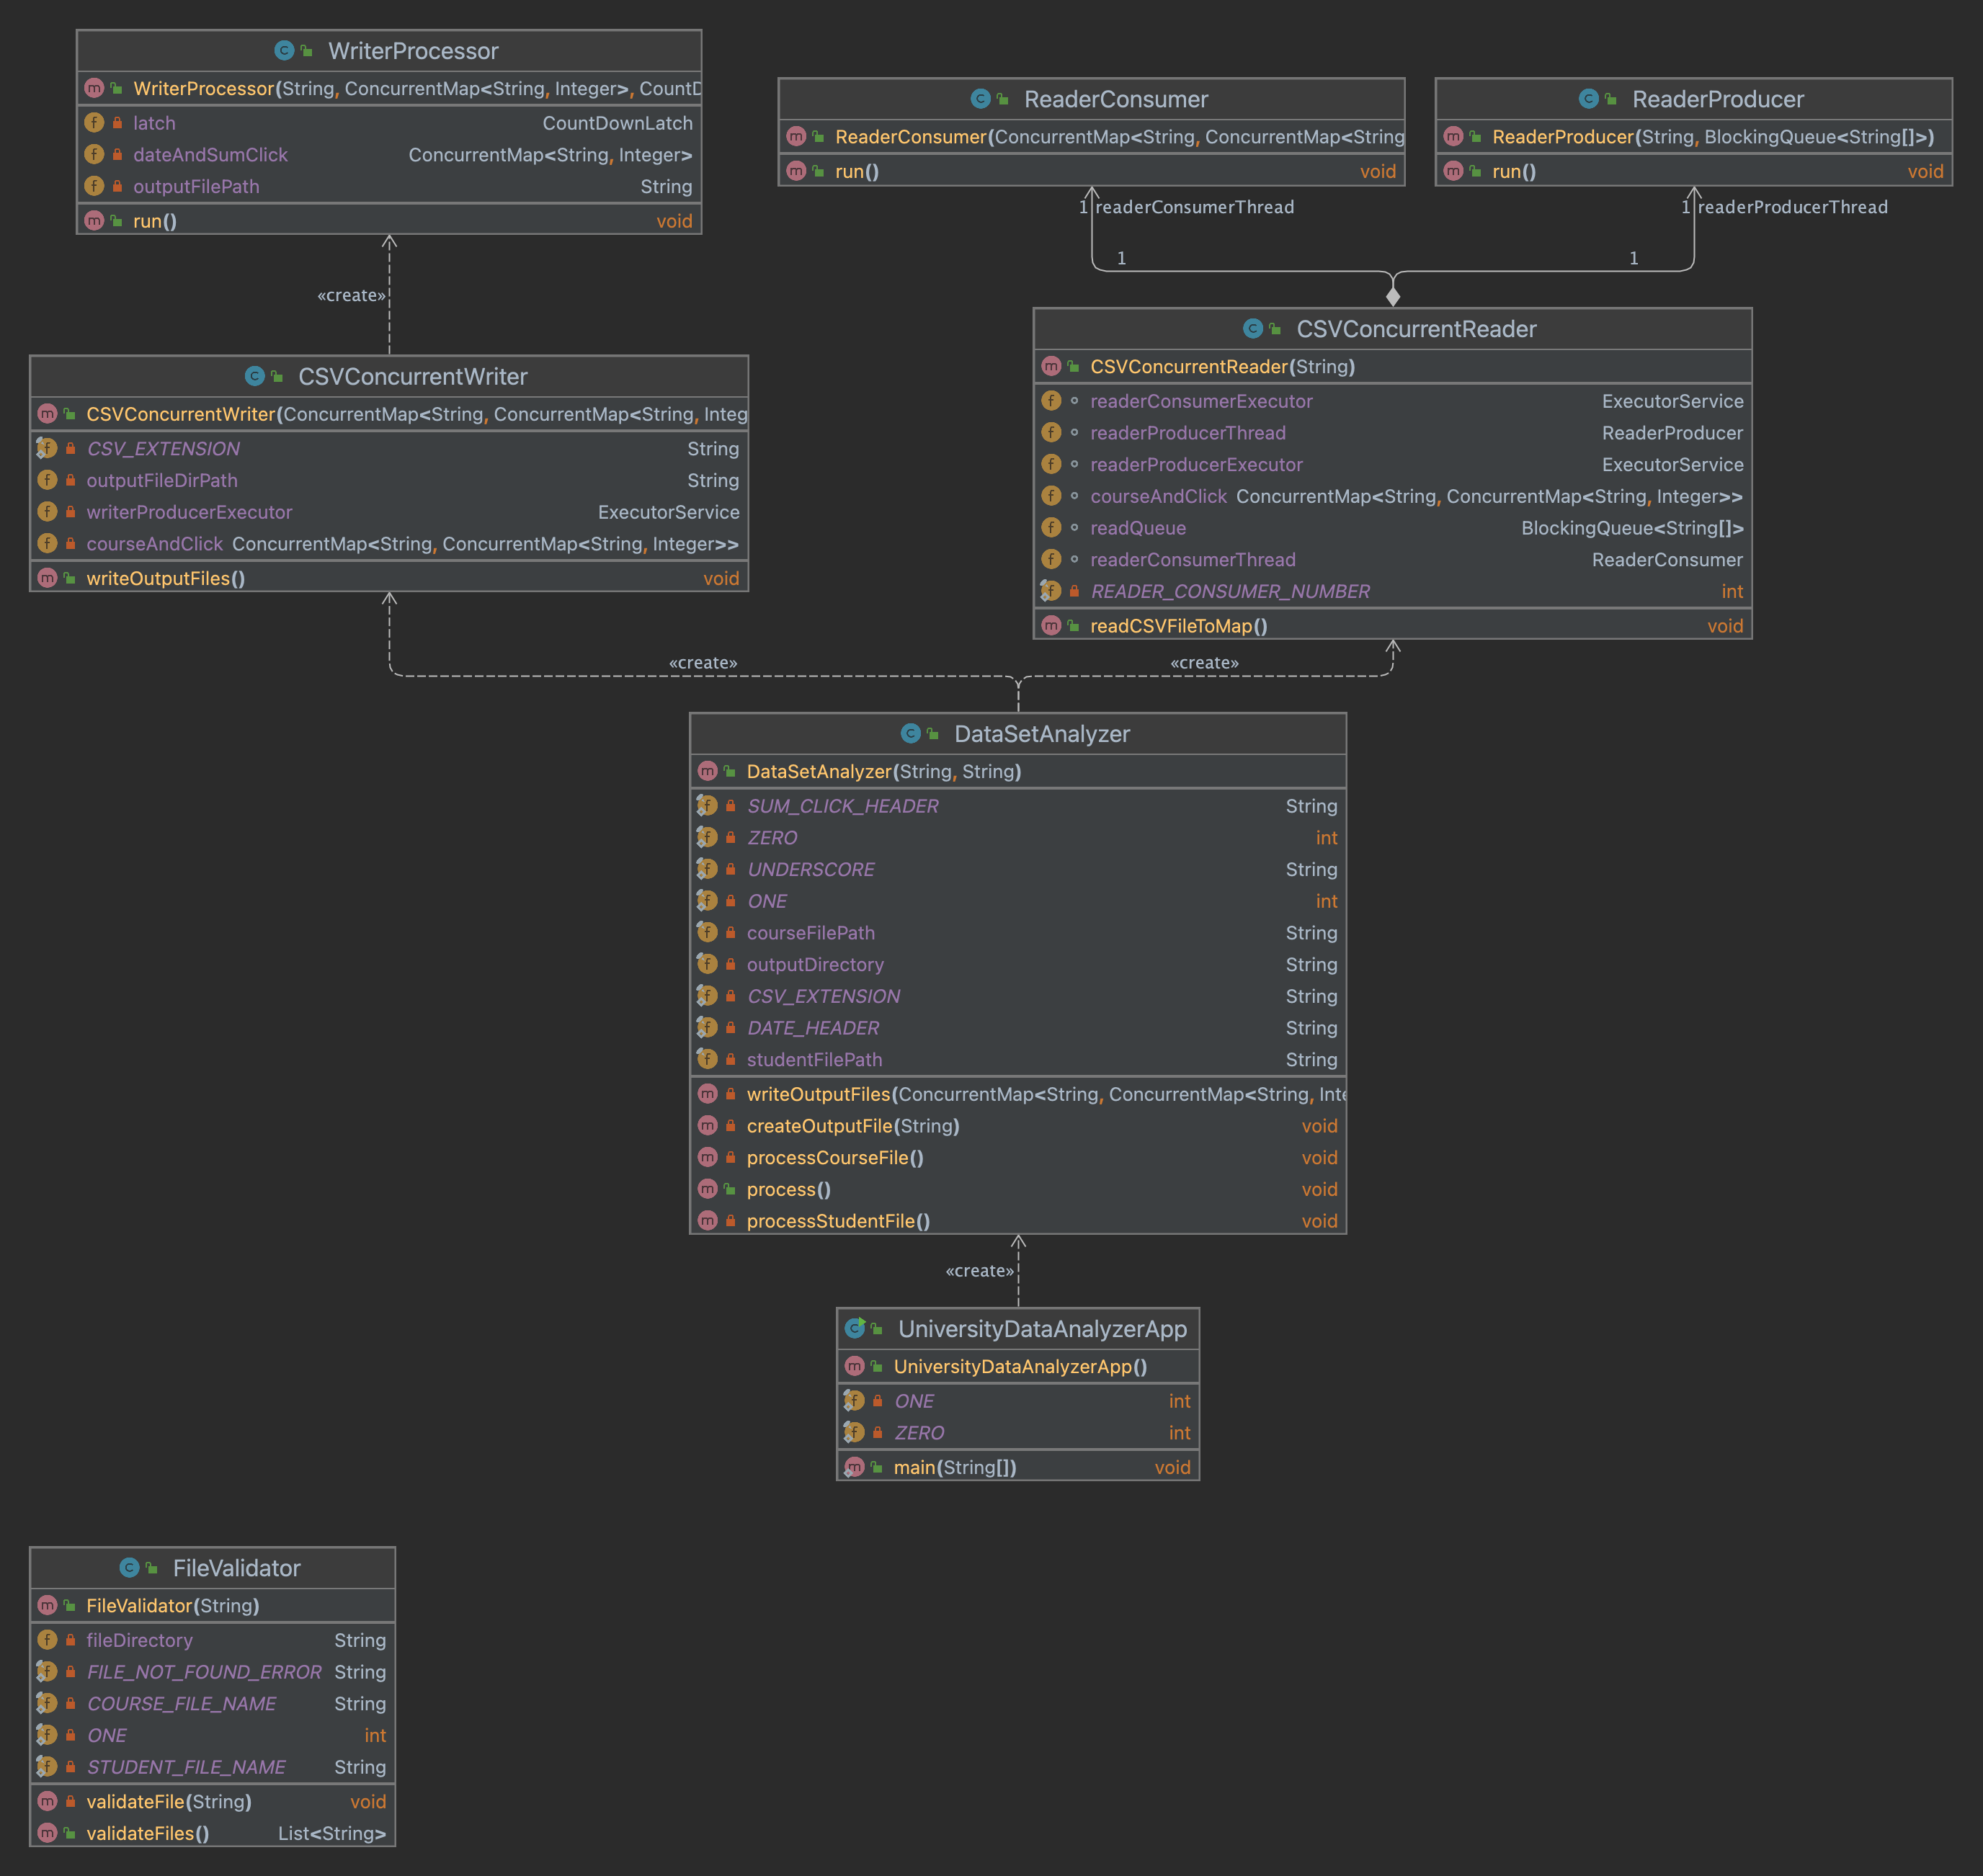 WriterProcessor
WriterProcessor(String, ConcurrentMap<String, Integer>, CountD
latch CountDownLatch
dateAndSumClick ConcurrentMap<String, Integer>
outputFilePath String
run() void
ReaderConsumer
ReaderConsumer(ConcurrentMap<String, ConcurrentMap<String
run() void
ReaderProducer
ReaderProducer(String, BlockingQueue<String[]>)
run() void
1 readerConsumerThread
1 readerProducerThread
1
1
«create»
CSVConcurrentWriter
CSVConcurrentWriter(ConcurrentMap<String, ConcurrentMap<String, Integ
CSV_EXTENSION String
outputFileDirPath String
writerProducerExecutor ExecutorService
courseAndClick ConcurrentMap<String, ConcurrentMap<String, Integer>>
writeOutputFiles() void
CSVConcurrentReader
CSVConcurrentReader(String)
readerConsumerExecutor ExecutorService
readerProducerThread ReaderProducer
readerProducerExecutor ExecutorService
courseAndClick ConcurrentMap<String, ConcurrentMap<String, Integer>>
readQueue BlockingQueue<String[]>
readerConsumerThread ReaderConsumer
READER_CONSUMER_NUMBER int
readCSVFileToMap() void
«create»
«create»
DataSetAnalyzer
DataSetAnalyzer(String, String)
SUM_CLICK_HEADER String
ZERO int
UNDERSCORE String
ONE int
courseFilePath String
outputDirectory String
CSV_EXTENSION String
DATE_HEADER String
studentFilePath String
writeOutputFiles(ConcurrentMap<String, ConcurrentMap<String, Inte
createOutputFile(String) void
processCourseFile() void
process() void
processStudentFile() void
«create»
UniversityDataAnalyzerApp
UniversityDataAnalyzerApp()
ONE int
ZERO int
main(String[]) void
FileValidator
FileValidator(String)
fileDirectory String
FILE_NOT_FOUND_ERROR String
COURSE_FILE_NAME String
ONE int
STUDENT_FILE_NAME String
validateFile(String) void
validateFiles() List<String>